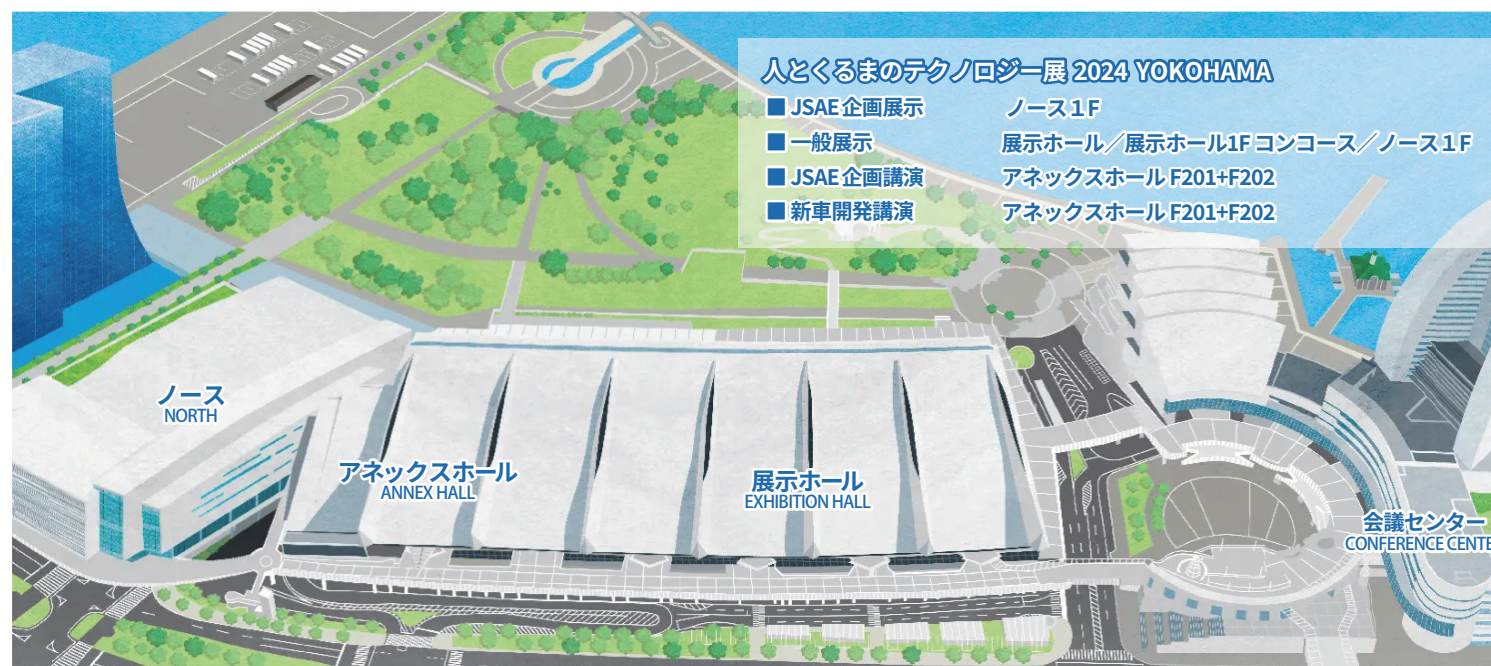 人とくるまのテクノロジー展 2024 YOKOHAMA
■ JSAE 企画展示 ノース1F
■ 一般展示 展示ホール／展示ホール1F コンコース／ノース1F
■ JSAE 企画講演 アネックスホール F201+F202
■ 新車開発講演 アネックスホール F201+F202
ノース
NORTH
アネックスホール
ANNEX HALL
展示ホール
EXHIBITION HALL
会議センター
CONFERENCE CENTE